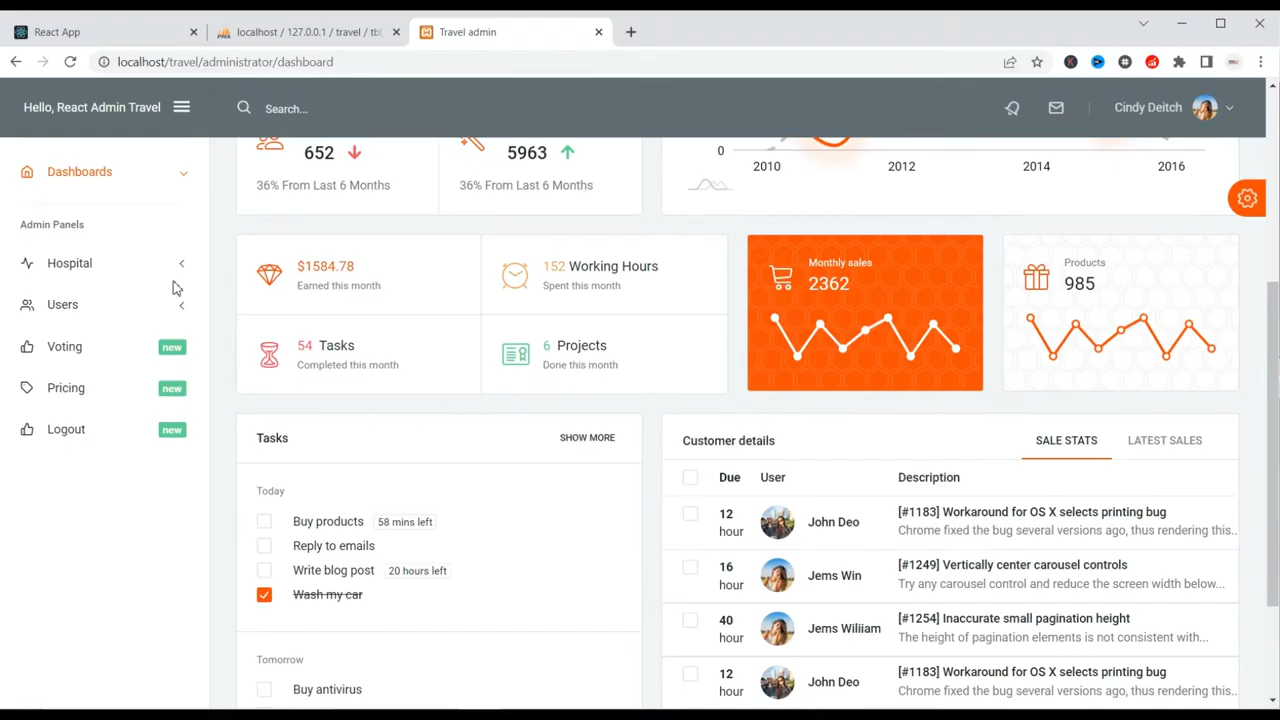 React App
localhost / 127.0.0.1 / travel / tbl
Travel admin
localhost/travel/administrator/dashboard
Hello, React Admin Travel
Search...
Cindy Deitch
Dashboards
Admin Panels
Hospital
Users
Voting new
Pricing new
Logout new
652
36% From Last 6 Months
5963
36% From Last 6 Months
0
2010 2012 2014 2016
$1584.78
Earned this month
152 Working Hours
Spent this month
54 Tasks
Completed this month
6 Projects
Done this month
Monthly sales
2362
Products
985
Tasks
SHOW MORE
Today
Buy products 58 mins left
Reply to emails
Write blog post 20 hours left
Wash my car
Tomorrow
Buy antivirus
Customer details
SALE STATS LATEST SALES
Due User Description
12 hour John Deo [#1183] Workaround for OS X selects printing bug
Chrome fixed the bug several versions ago, thus rendering this...
16 hour Jems Win [#1249] Vertically center carousel controls
Try any carousel control and reduce the screen width below...
40 hour Jems Wiliiam [#1254] Inaccurate small pagination height
The height of pagination elements is not consistent with...
12 hour John Deo [#1183] Workaround for OS X selects printing bug
Chrome fixed the bug several versions ago, thus rendering this...